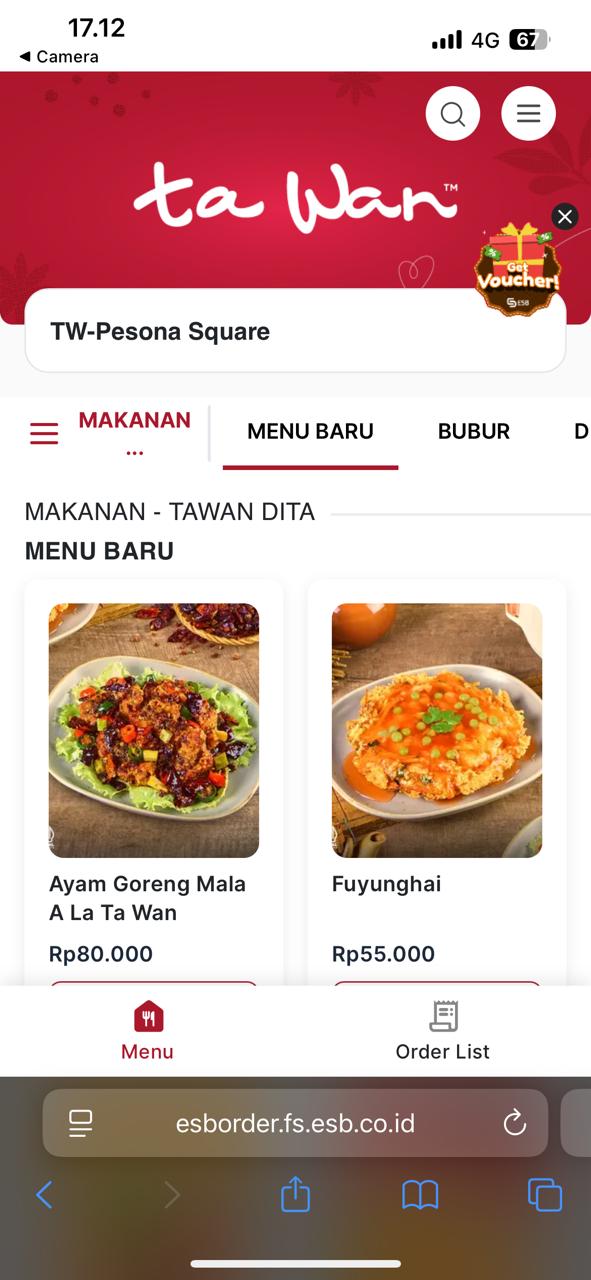 17.12
4G
67
◀ Camera
ta Wan™
Get
Voucher!
ESB
TW-Pesona Square
MAKANAN
...
MENU BARU
BUBUR
D
MAKANAN - TAWAN DITA
MENU BARU
Ayam Goreng Mala
A La Ta Wan
Rp80.000
Fuyunghai
Rp55.000
Menu
Order List
esborder.fs.esb.co.id